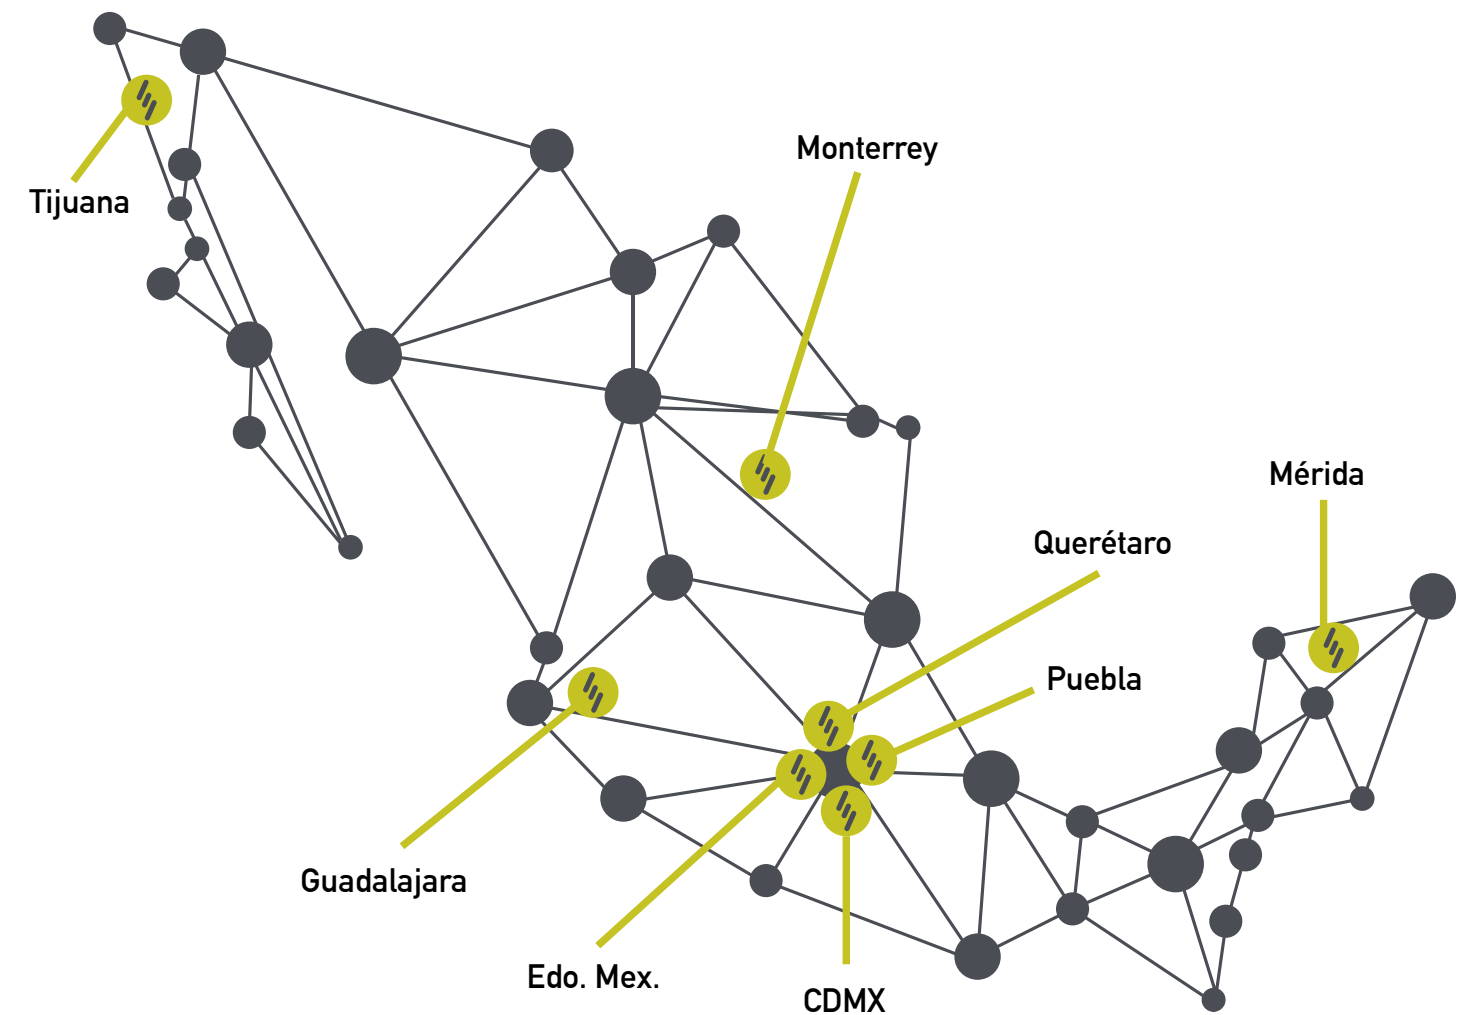 Monterrey
Tijuana
Mérida
Querétaro
Puebla
Guadalajara
Edo. Mex.
CDMX